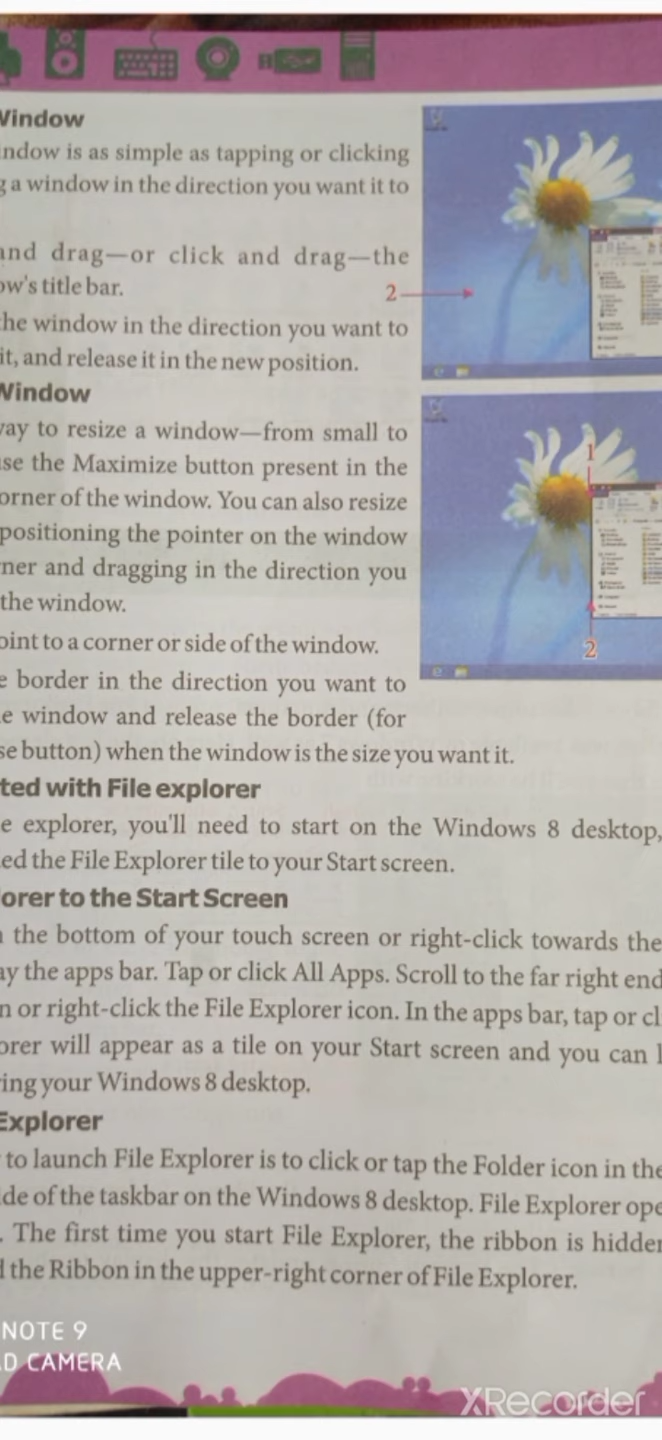 Window
indow is as simple as tapping or clicking
g a window in the direction you want it to
and drag—or click and drag—the
ow's title bar.
2
the window in the direction you want to
it, and release it in the new position.
Window
way to resize a window—from small to
use the Maximize button present in the
orner of the window. You can also resize
positioning the pointer on the window
ner and dragging in the direction you
the window.
1
2
oint to a corner or side of the window.
e border in the direction you want to
e window and release the border (for
se button) when the window is the size you want it.
ted with File explorer
e explorer, you'll need to start on the Windows 8 desktop,
ed the File Explorer tile to your Start screen.
orer to the Start Screen
the bottom of your touch screen or right-click towards the
ay the apps bar. Tap or click All Apps. Scroll to the far right end
n or right-click the File Explorer icon. In the apps bar, tap or cl
orer will appear as a tile on your Start screen and you can l
ring your Windows 8 desktop.
Explorer
to launch File Explorer is to click or tap the Folder icon in the
ide of the taskbar on the Windows 8 desktop. File Explorer ope
. The first time you start File Explorer, the ribbon is hidden
d the Ribbon in the upper-right corner of File Explorer.
NOTE 9
AD CAMERA
XRecorder